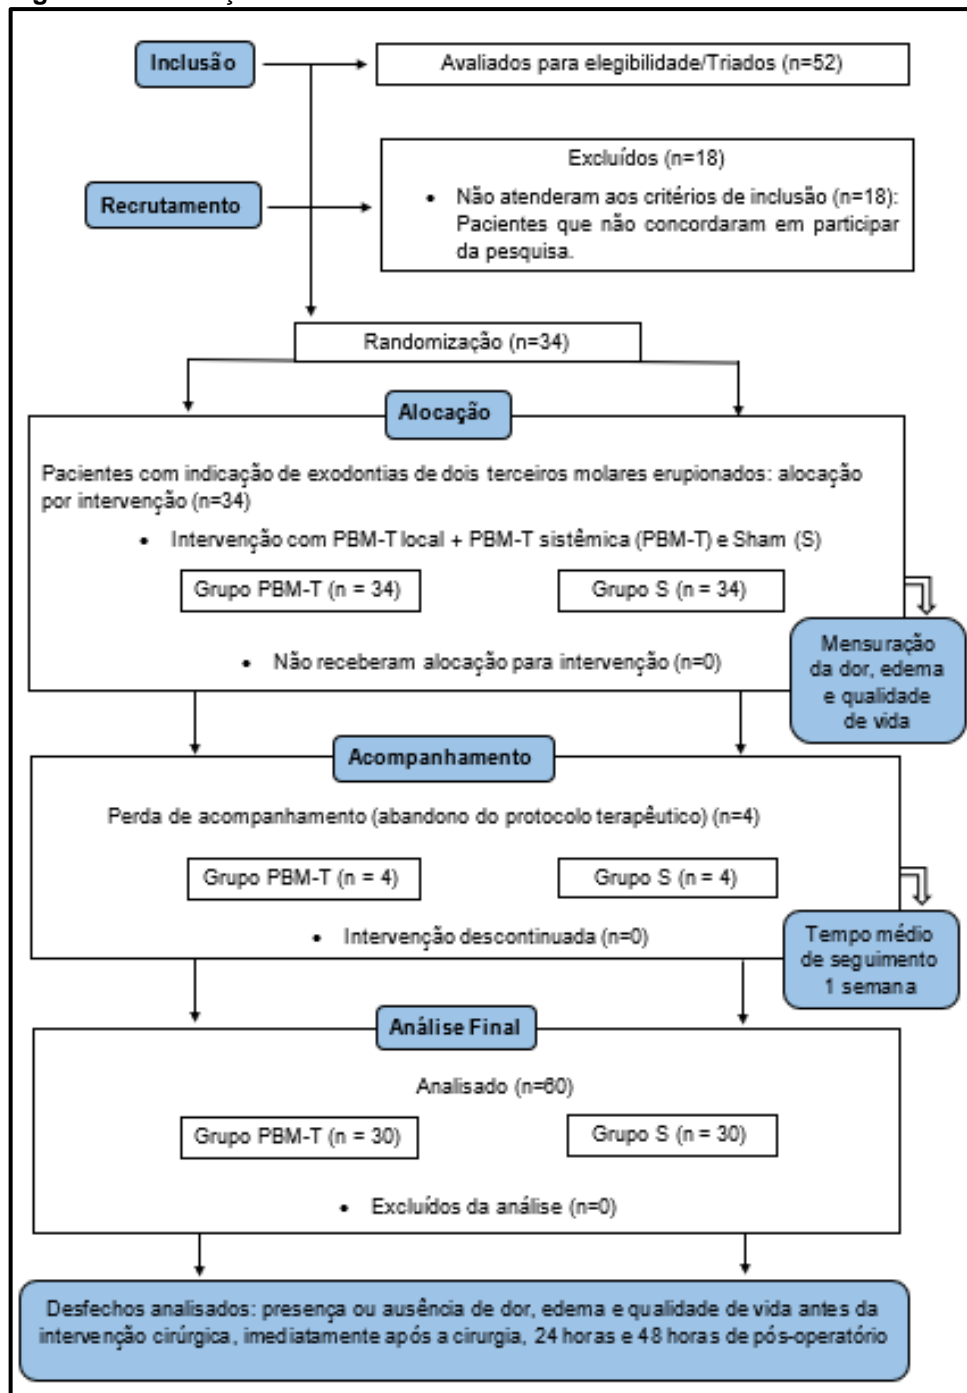 Inclusão
Avaliados para elegibilidade/Triados (n=52)
Excluídos (n=18)
Recrutamento
• Não atenderam aos critérios de inclusão (n=18):
Pacientes que não concordaram em participar
da pesquisa.
Randomização (n=34)
Alocação
Pacientes com indicação de exodontias de dois terceiros molares erupionados: alocação
por intervenção (n=34)
• Intervenção com PBM-T local + PBM-T sistêmica (PBM-T) e Sham (S)
Grupo PBM-T (n = 34)
Grupo S (n = 34)
• Não receberam alocação para intervenção (n=0)
Mensuração
da dor, edema
e qualidade
de vida
Acompanhamento
Perda de acompanhamento (abandono do protocolo terapêutico) (n=4)
Grupo PBM-T (n = 4)
Grupo S (n = 4)
• Intervenção descontinuada (n=0)
Tempo médio
de seguimento
1 semana
Análise Final
Analisado (n=60)
Grupo PBM-T (n = 30)
Grupo S (n = 30)
• Excluídos da análise (n=0)
Desfechos analisados: presença ou ausência de dor, edema e qualidade de vida antes da
intervenção cirúrgica, imediatamente após a cirurgia, 24 horas e 48 horas de pós-operatório